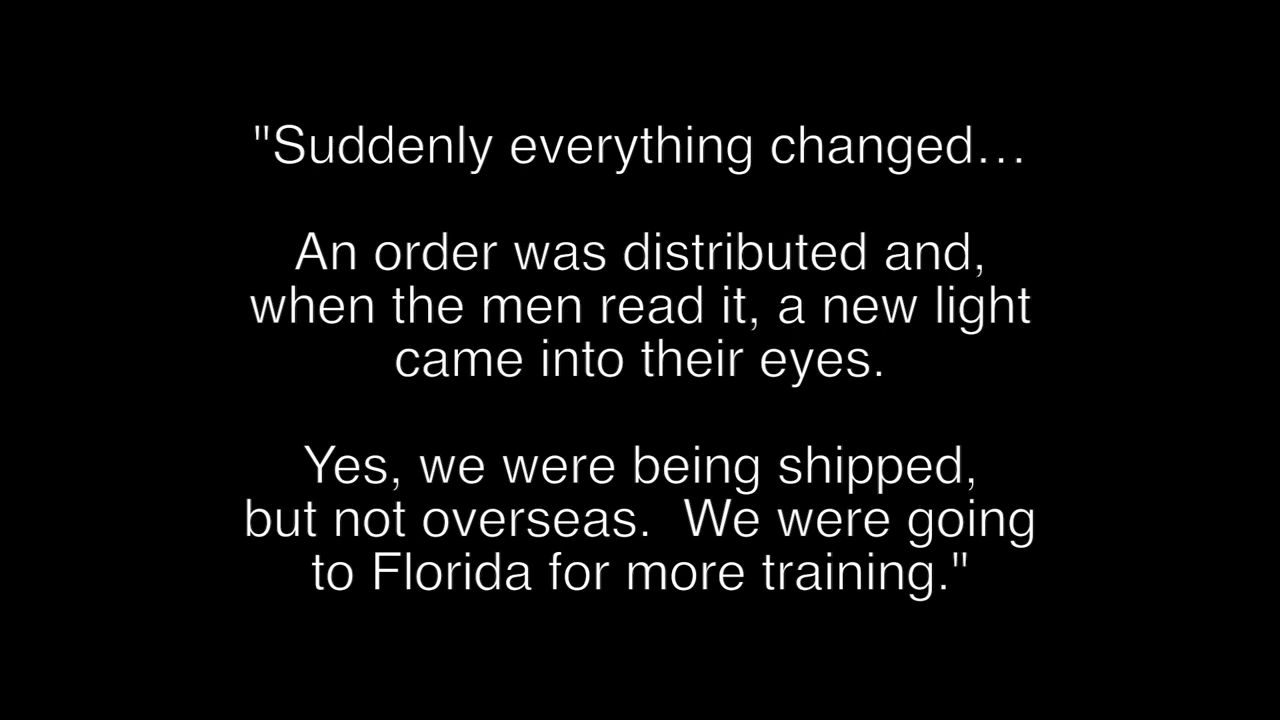 "Suddenly everything changed…
An order was distributed and,
when the men read it, a new light
came into their eyes.
Yes, we were being shipped,
but not overseas.  We were going
to Florida for more training."